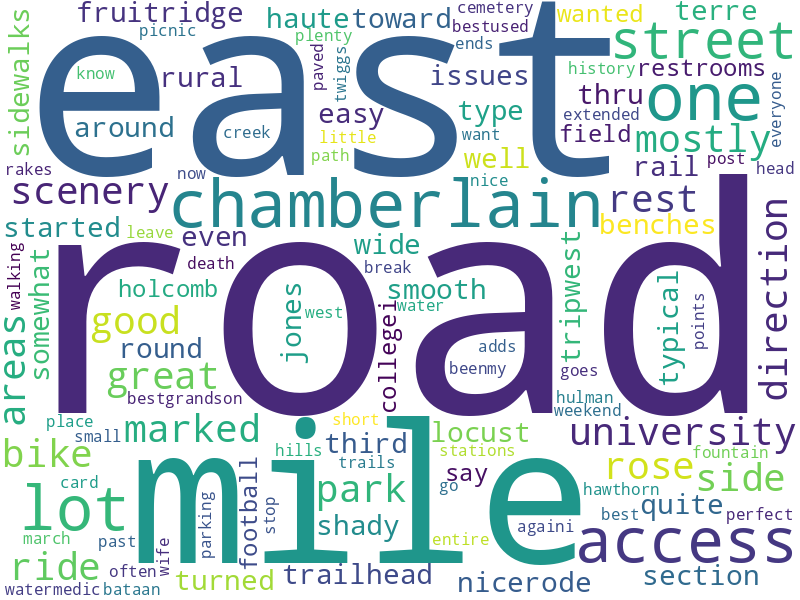 fruitridge
haute
toward
cemetery
bestused
wanted
terre
picnic
plenty
ends
street
sidewalks
east
know
rural
paved
twiggs
issues
history
restrooms
thru
one
everyone
around
creek
easy
little
path
type
want
extended
field
mostly
well
rakes
now
nice
rail
post
head
scenery
chamberlain
rest
benches
started
leave
even
wide
walking
death
break
road
somewhat
holcomb
jones
west
smooth
water
tripwest
typical
points
direction
areas
good
round
collegei
adds
beenmy
goes
great
bestgrandson
hulman
weekend
place
small
marked
short
third
locust
university
bike
hills
trails
mile
stations
say
rose
fountain
side
card
lot
park
go
hawthorn
best
quite
perfect
march
past
parking
football
stop
shady
againi
access
ride
wife
entire
often
turned
trailhead
nicerode
section
watermedic
bataan